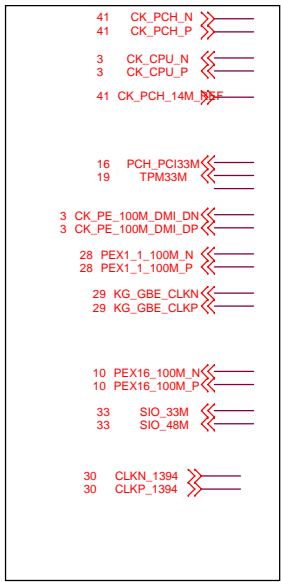 41 CK_PCH_N
41 CK_PCH_P
3 CK_CPU_N
3 CK_CPU_P
41 CK_PCH_14M_REF
16 PCH_PCI33M
19 TPM33M
3 CK_PE_100M_DMI_DN
3 CK_PE_100M_DMI_DP
28 PEX1_1_100M_N
28 PEX1_1_100M_P
29 KG_GBE_CLKN
29 KG_GBE_CLKP
10 PEX16_100M_N
10 PEX16_100M_P
33 SIO_33M
33 SIO_48M
30 CLKN_1394
30 CLKP_1394